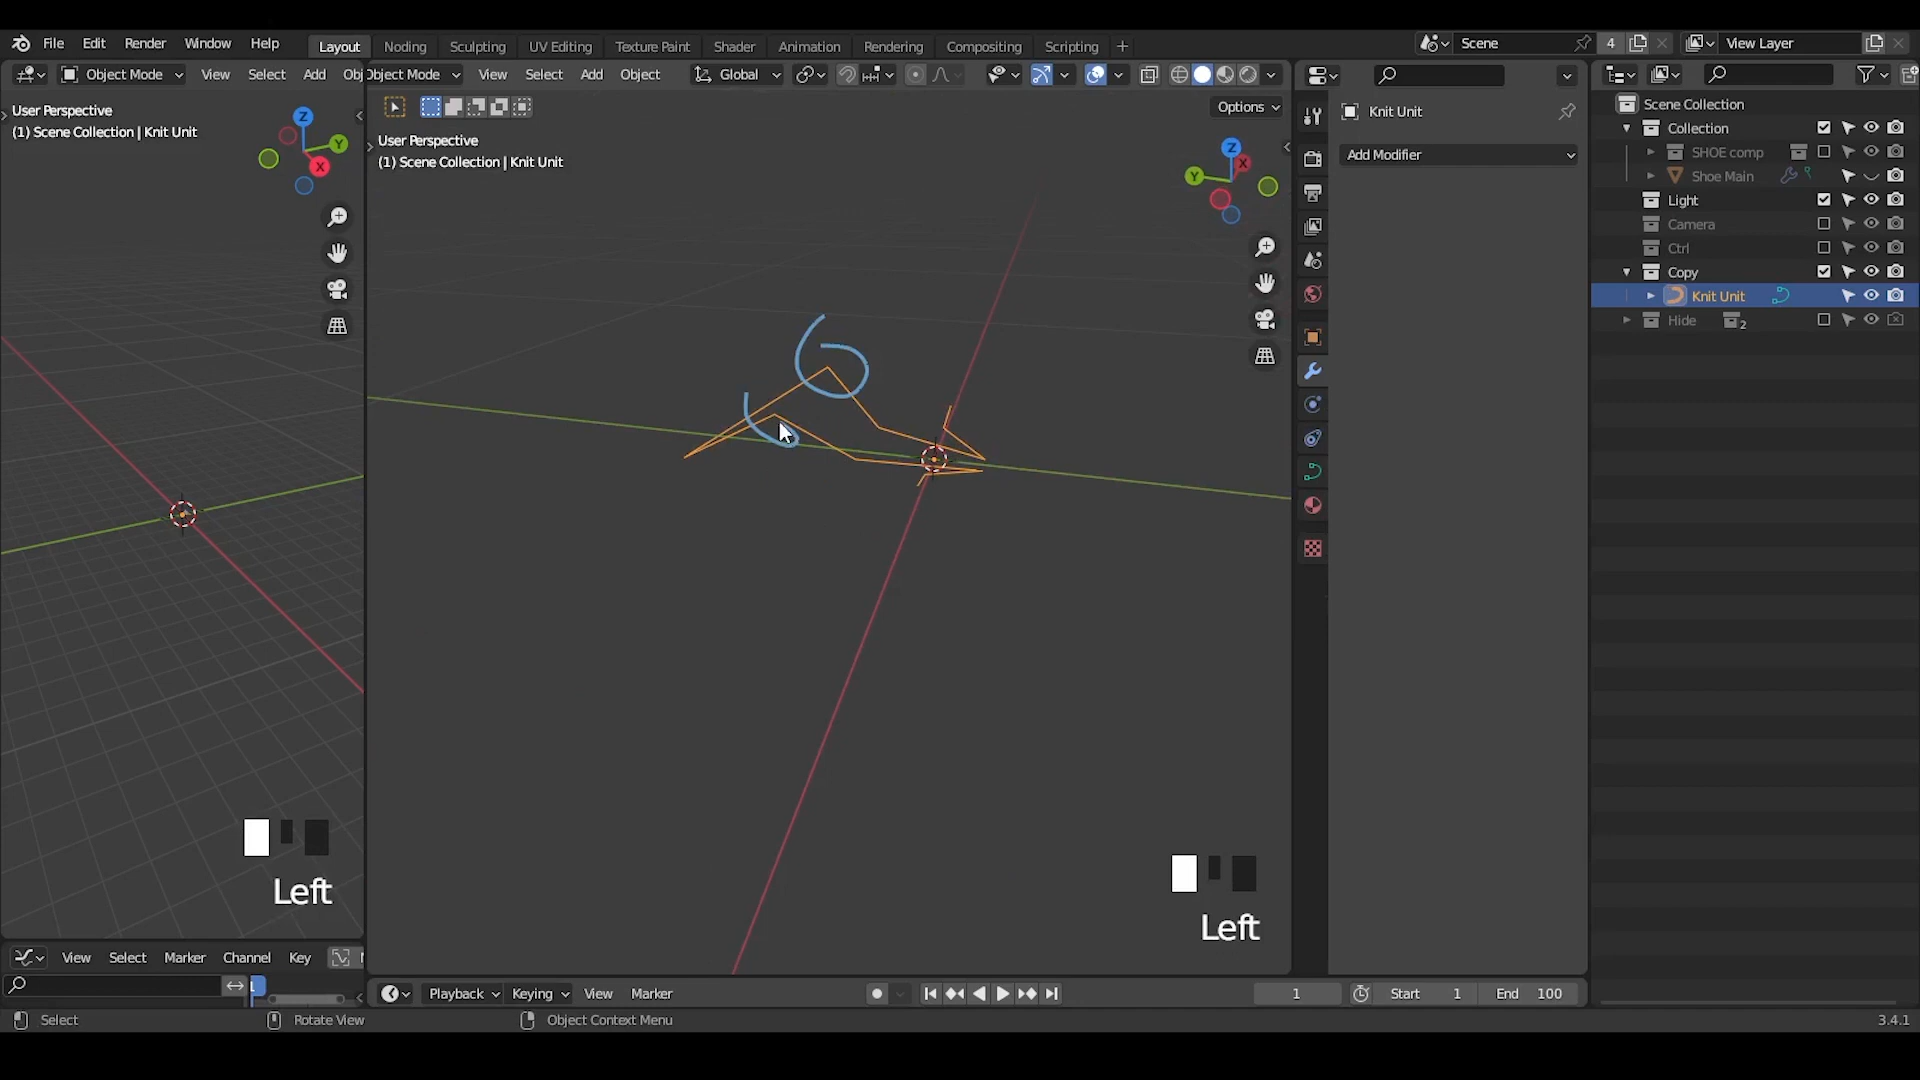 File Edit Render Window Help Layout Noding Sculpting UV Editing Texture Paint Shader Animation Rendering Compositing Scripting + Scene 4 View Layer
Object Mode View Select Add Obj Object Mode View Select Add Object Global
Options
User Perspective
(1) Scene Collection | Knit Unit
Z
Y
X
User Perspective
(1) Scene Collection | Knit Unit
Z
X
Y
Knit Unit
Add Modifier
Scene Collection
Collection
SHOE comp
Shoe Main
Light
Camera
Ctrl
Copy
Knit Unit
Hide 2
Left
Left
View Select Marker Channel Key
1
Playback Keying View Marker 1 Start 1 End 100
Select Rotate View Object Context Menu 3.4.1